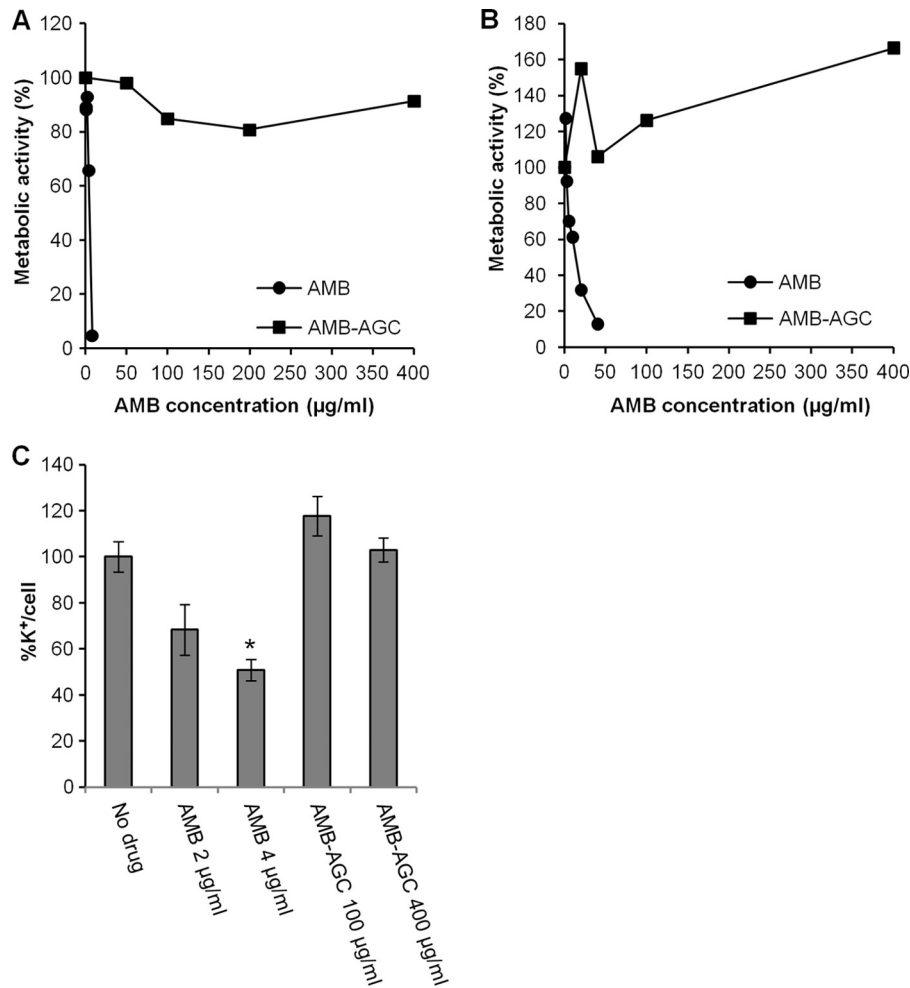 A
Metabolic activity (%)
120
100
80
60
40
20
0
0 50 100 150 200 250 300 350 400
AMB concentration (µg/ml)
AMB
AMB-AGC
B
Metabolic activity (%)
180
160
140
120
100
80
60
40
20
0
0 50 100 150 200 250 300 350 400
AMB concentration (µg/ml)
AMB
AMB-AGC
C
%K⁺/cell
140
120
100
80
60
40
20
0
*
No drug
AMB 2 µg/ml
AMB 4 µg/ml
AMB-AGC 100 µg/ml
AMB-AGC 400 µg/ml